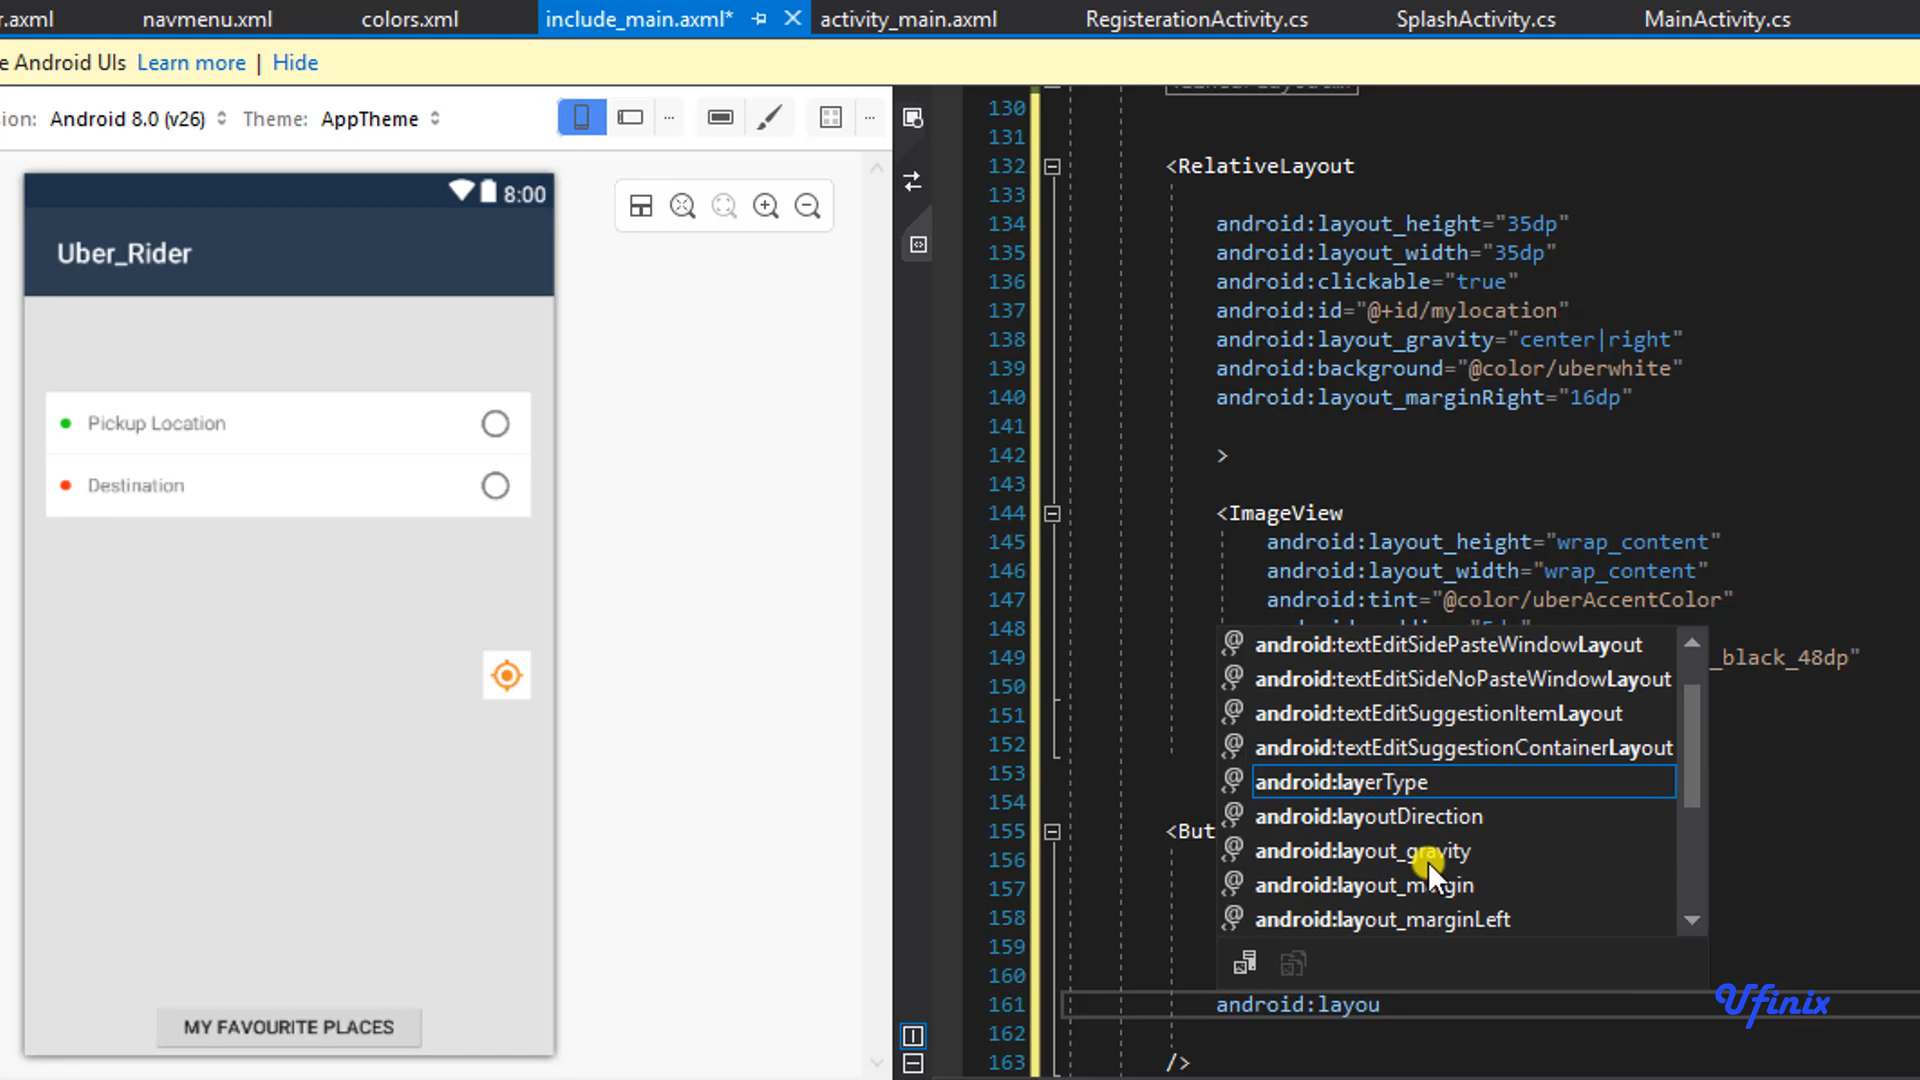 r.axml navmenu.xml colors.xml include_main.axml* activity_main.axml RegisterationActivity.cs SplashActivity.cs MainActivity.cs
e Android UIs Learn more | Hide
ion: Android 8.0 (v26) Theme: AppTheme
8:00
Uber_Rider
Pickup Location
Destination
MY FAVOURITE PLACES
130
131
132 <RelativeLayout
133
134 android:layout_height="35dp"
135 android:layout_width="35dp"
136 android:clickable="true"
137 android:id="@+id/mylocation"
138 android:layout_gravity="center|right"
139 android:background="@color/uberwhite"
140 android:layout_marginRight="16dp"
141
142 >
143
144 <ImageView
145 android:layout_height="wrap_content"
146 android:layout_width="wrap_content"
147 android:tint="@color/uberAccentColor"
148
149 _black_48dp"
150
151
152
153
154
155 <But
156
157
158
159
160
161 android:layou
162
163 />
android:textEditSidePasteWindowLayout
android:textEditSideNoPasteWindowLayout
android:textEditSuggestionItemLayout
android:textEditSuggestionContainerLayout
android:layerType
android:layoutDirection
android:layout_gravity
android:layout_margin
android:layout_marginLeft
Ufinix